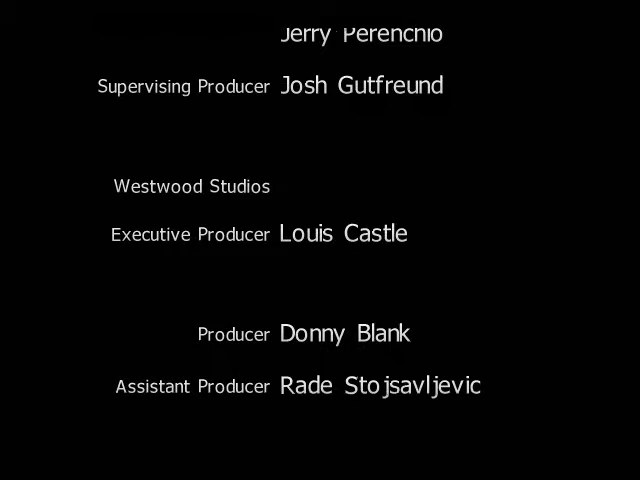 Jerry Perenchio
Supervising Producer Josh Gutfreund
Westwood Studios
Executive Producer Louis Castle
Producer Donny Blank
Assistant Producer Rade Stojsavljevic